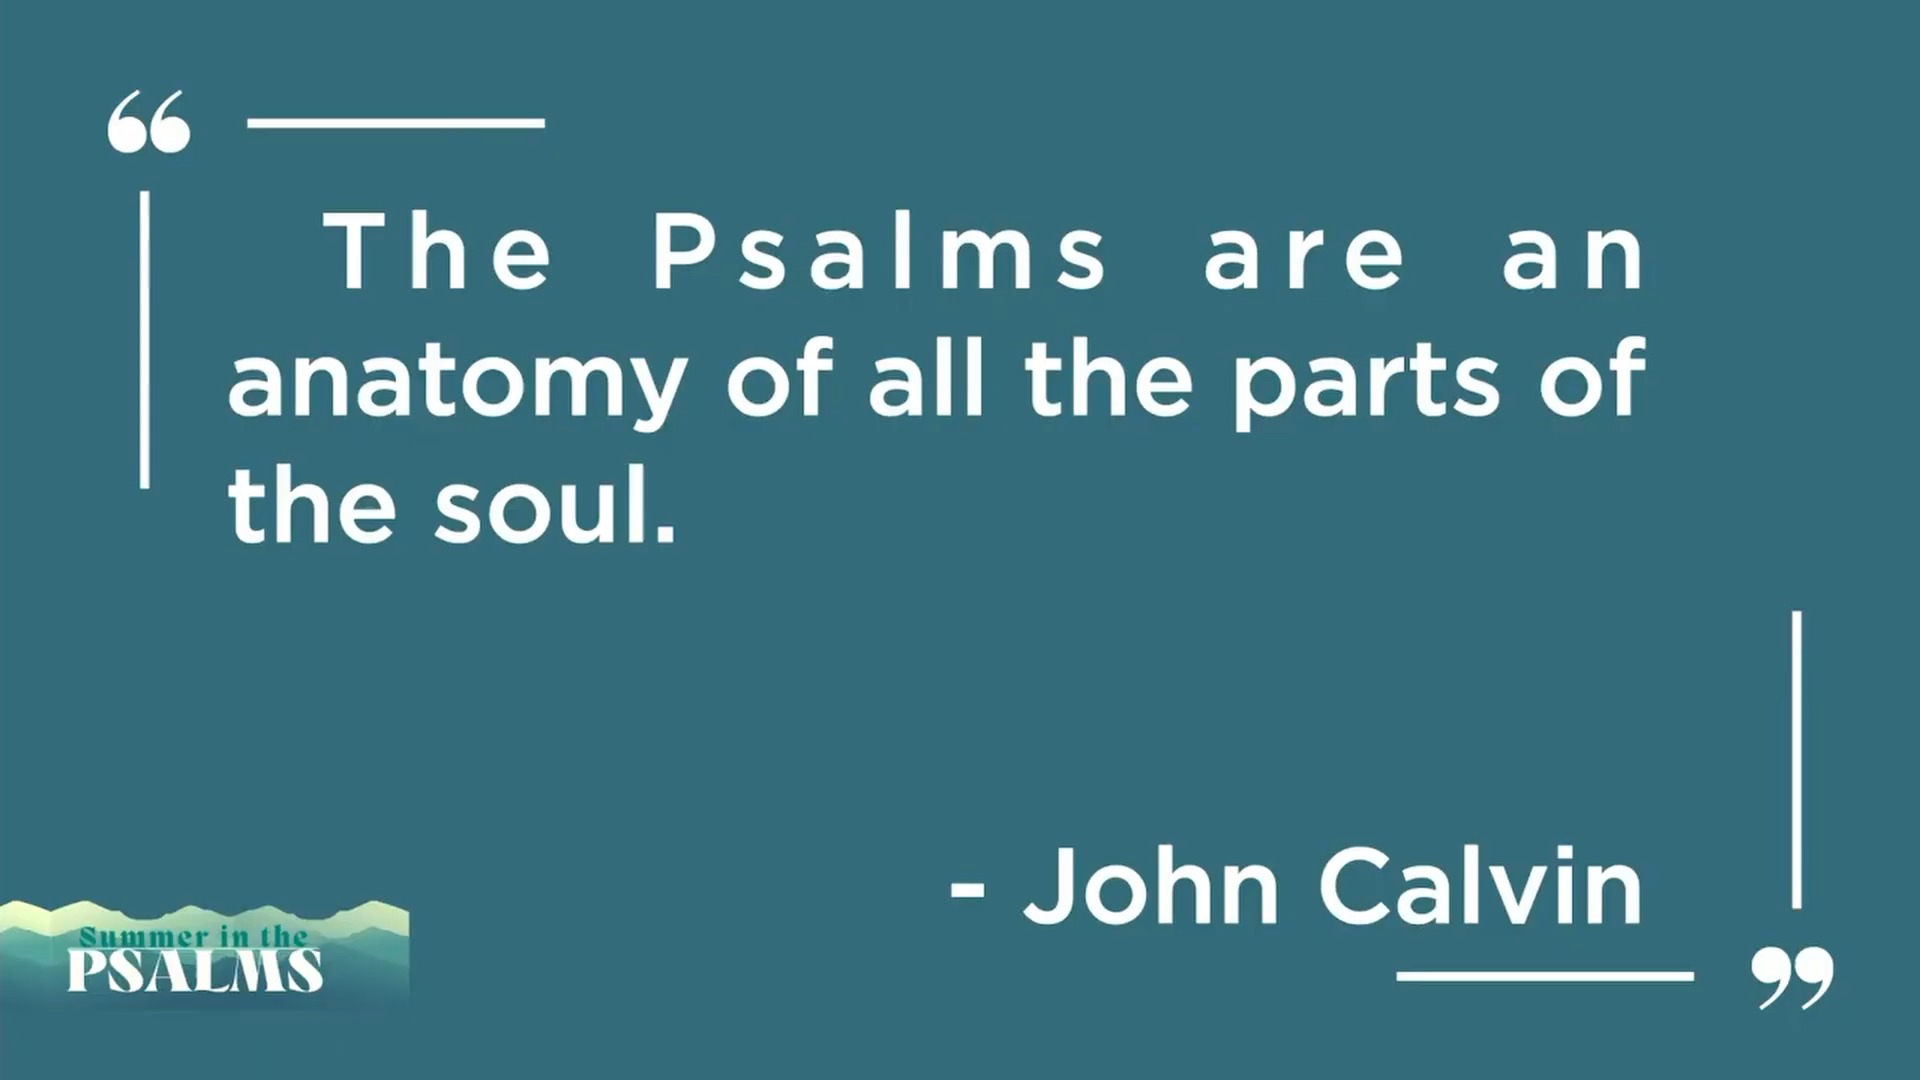 “
The Psalms are an
anatomy of all the parts of
the soul.
- John Calvin
”
Summer in the
PSALMS